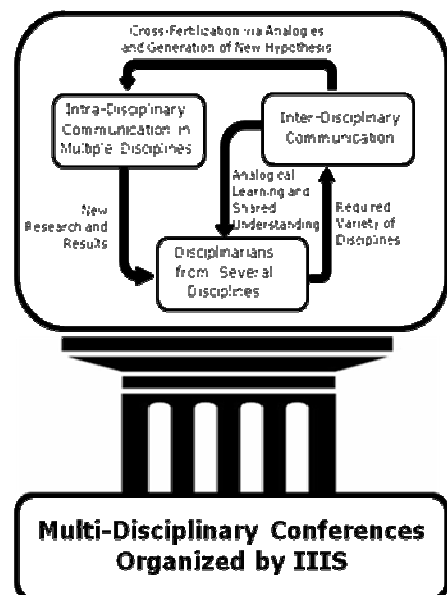 Cross-Fertilization via Analogies
and Generation of New Hypothesis
Intra-Disciplinary
Communication in
Multiple Disciplines
Inter-Disciplinary
Communication
New
Research and
Results
Analogical
Learning and
Shared
Understanding
Required
Variety of
Disciplines
Disciplinarians
from Several
Disciplines
Multi-Disciplinary Conferences
Organized by IIIS